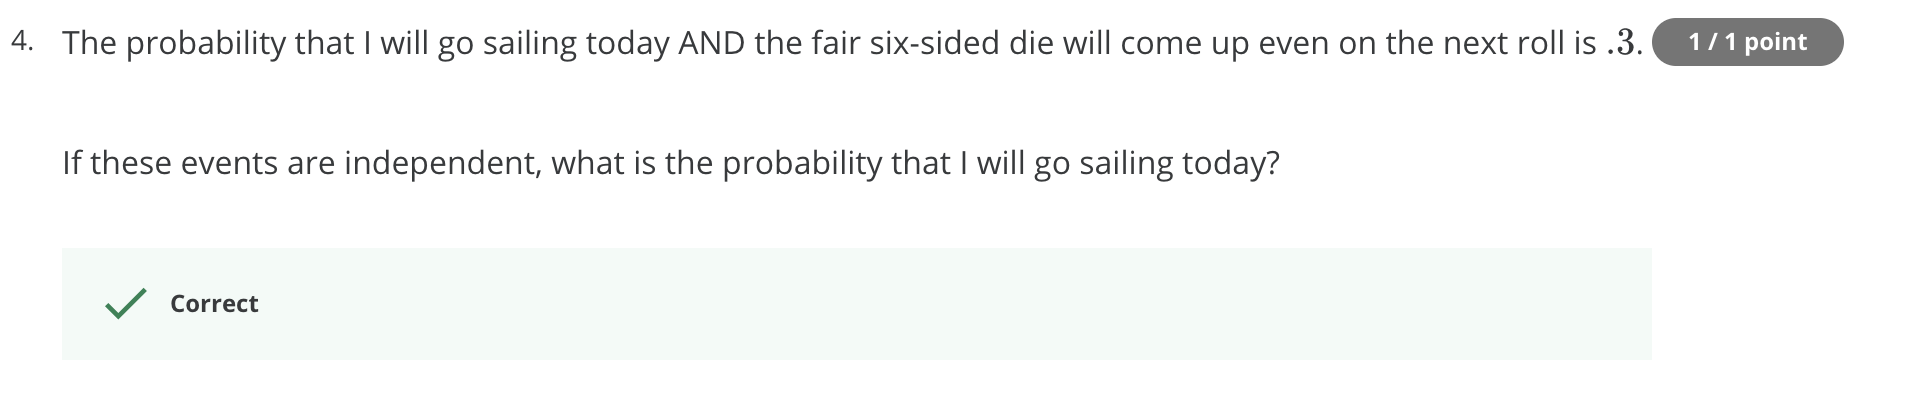 4. The probability that I will go sailing today AND the fair six-sided die will come up even on the next roll is .3. 1 / 1 point
If these events are independent, what is the probability that I will go sailing today?
Correct